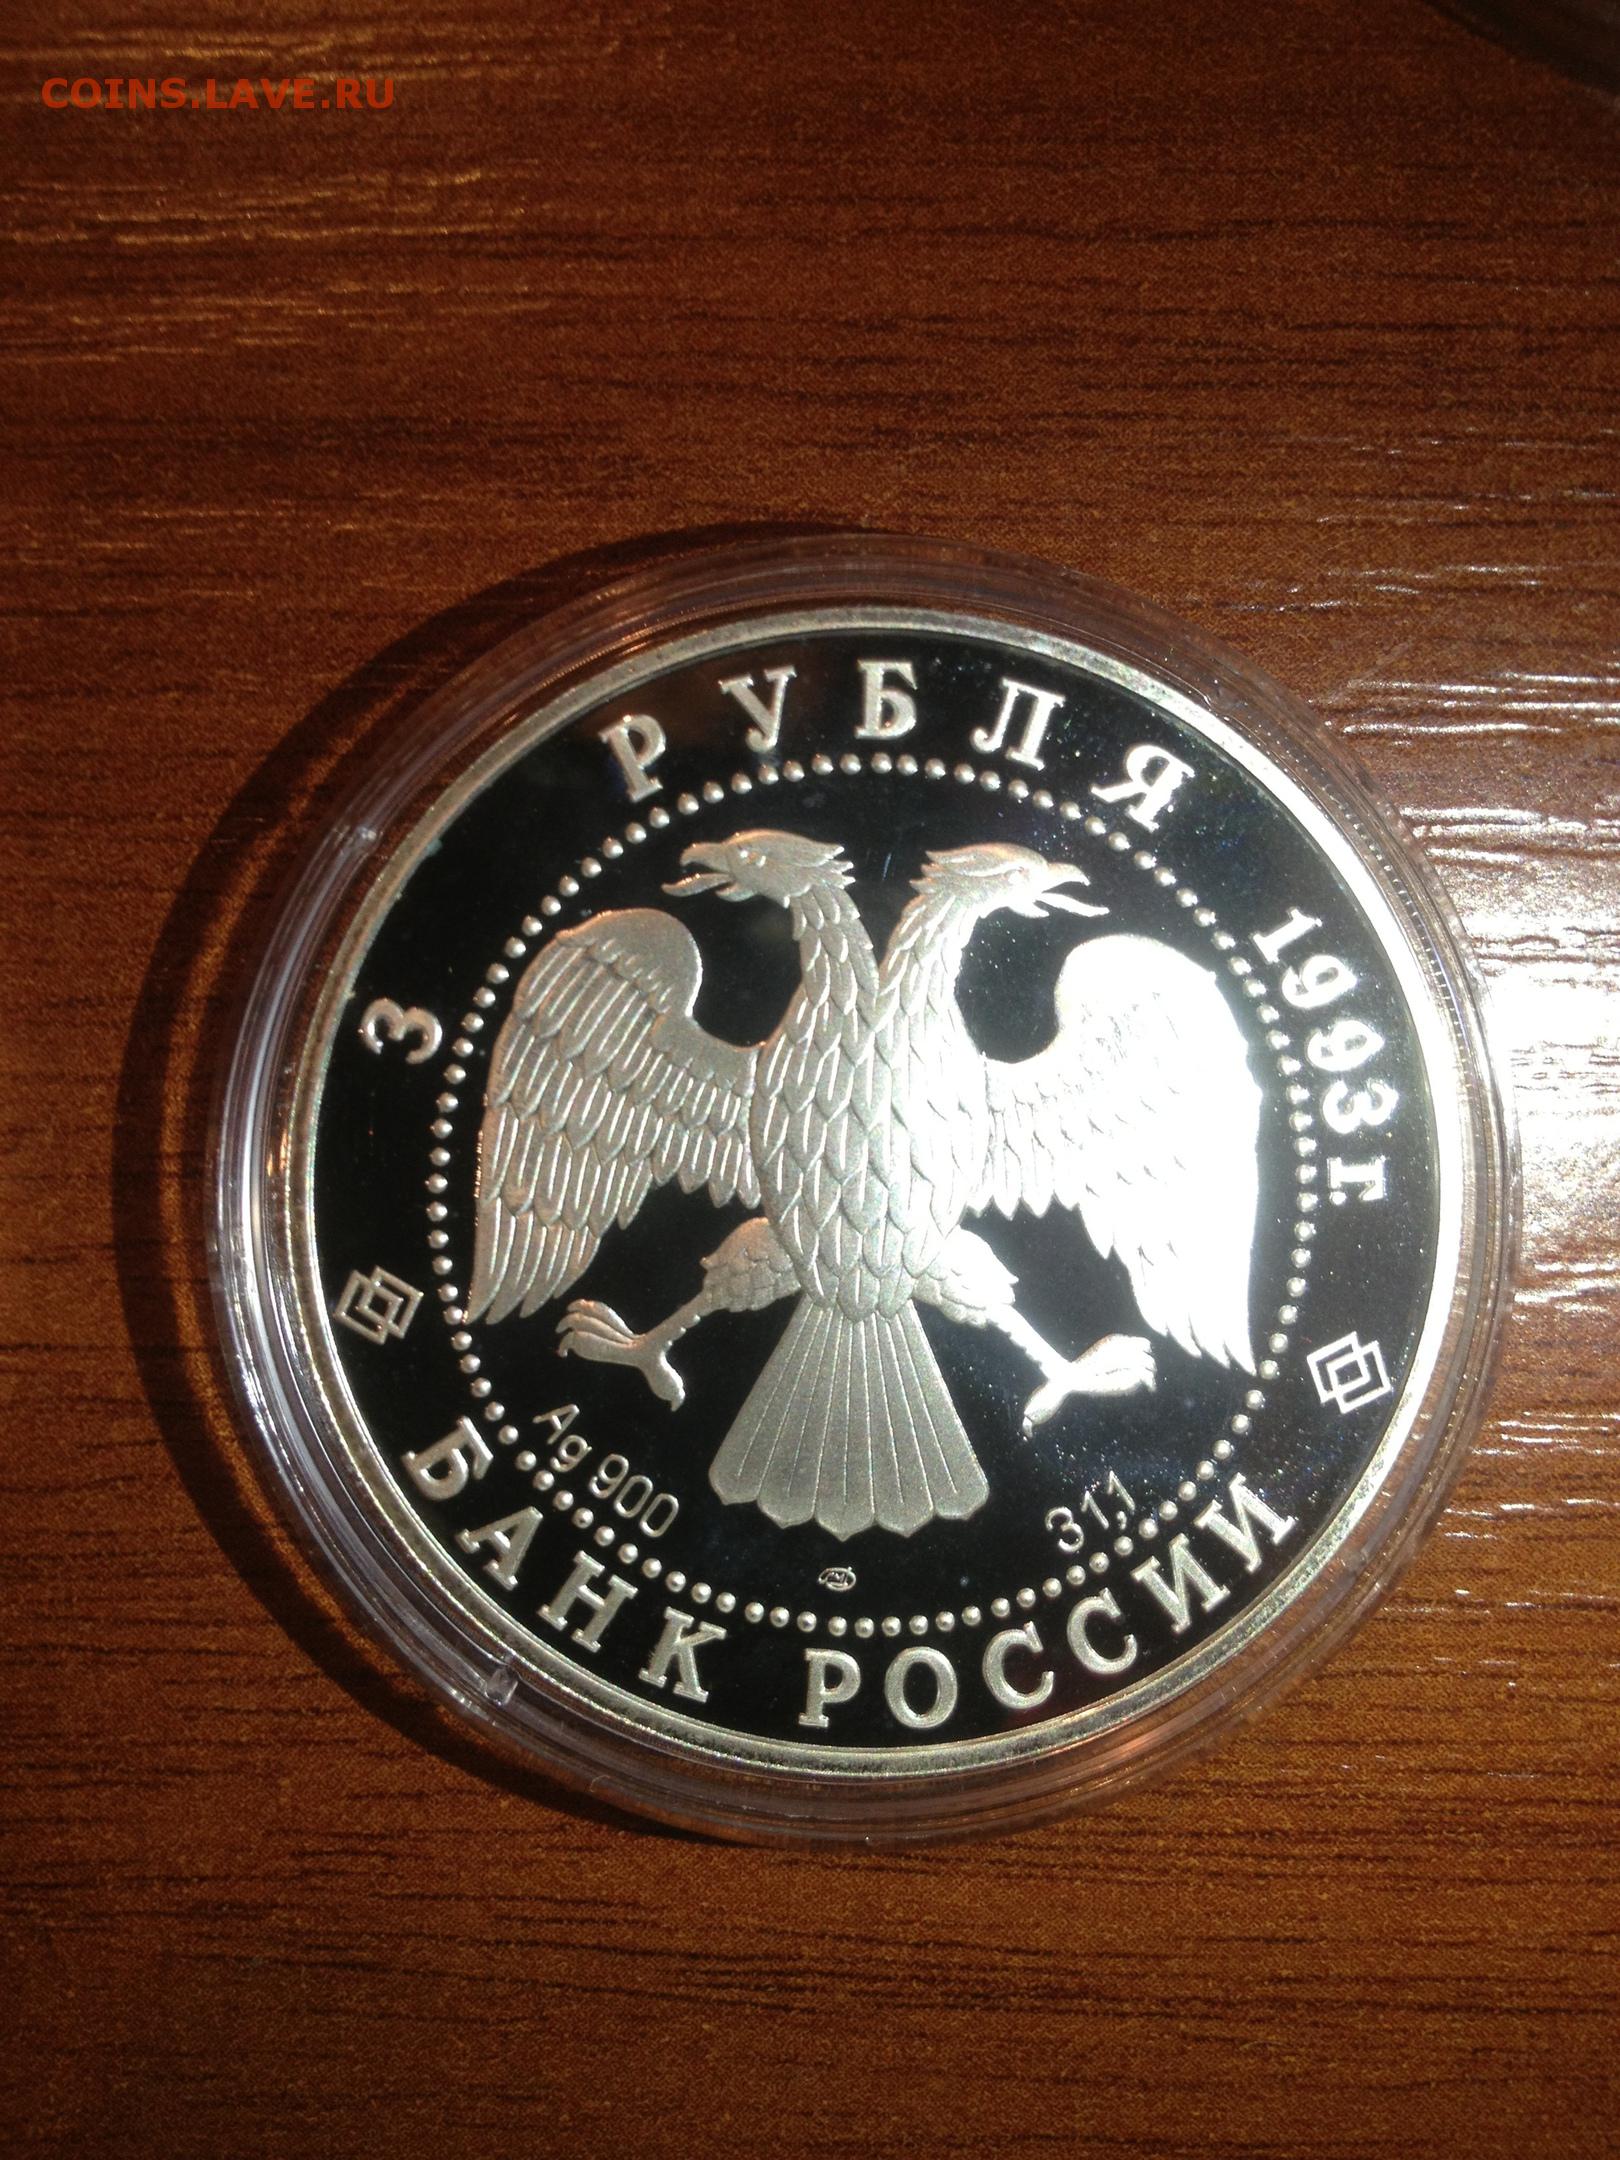 COINS.LAVE.RU
3 РУБЛЯ 1993 г.
Ag 900
31,1
БАНК РОССИИ